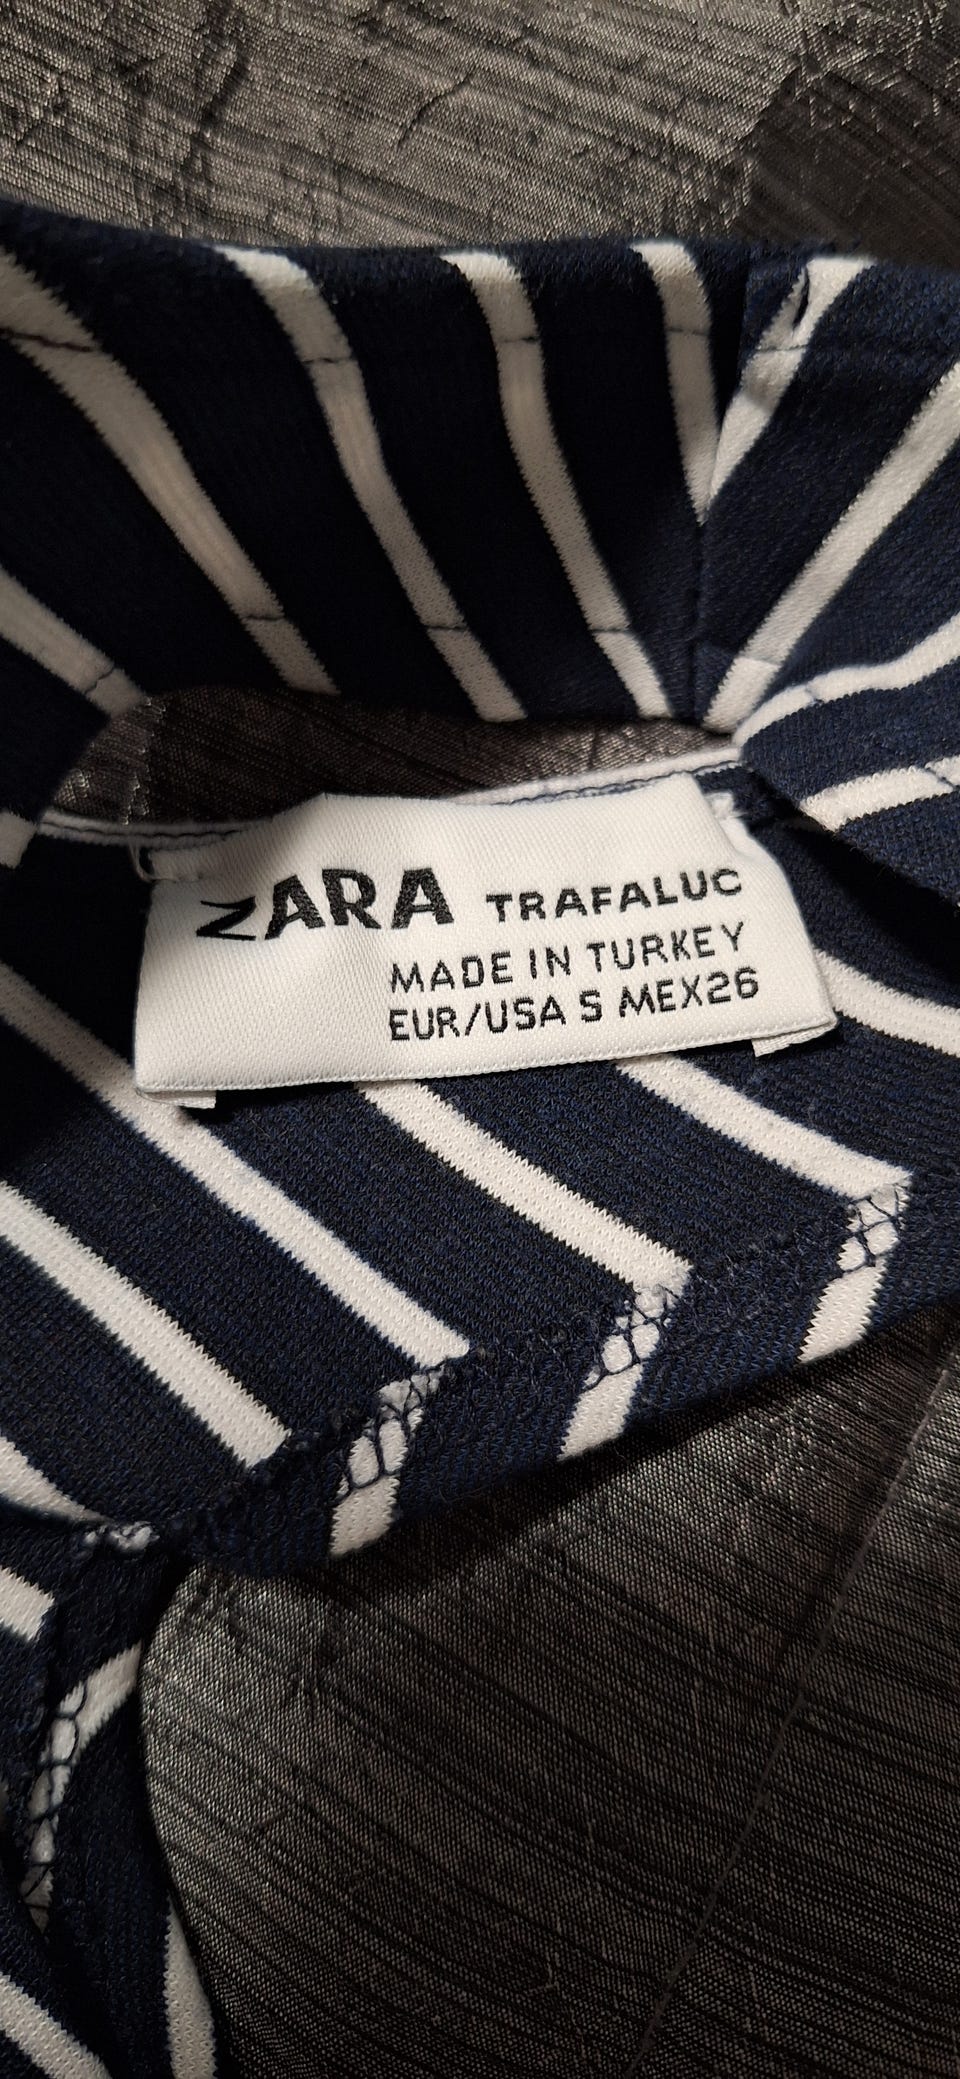 ZARA TRAFALUC
MADE IN TURKEY
EUR/USA S MEX26